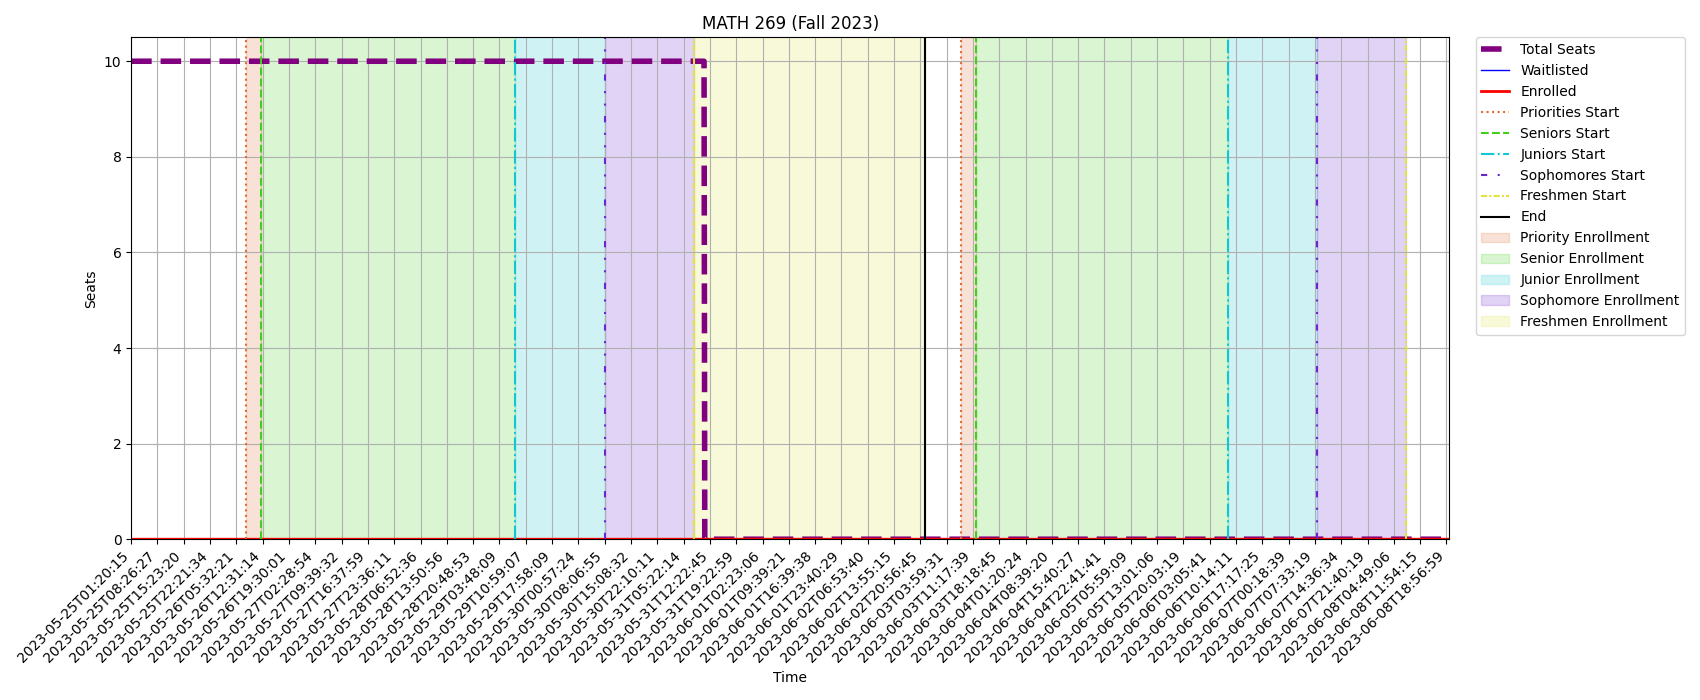 MATH 269 (Fall 2023)
10
8
6
4
2
0
Seats
2023-05-25T01:20:15
2023-05-25T08:26:27
2023-05-25T15:23:20
2023-05-25T22:21:34
2023-05-26T05:32:21
2023-05-26T12:31:14
2023-05-26T19:30:01
2023-05-27T02:28:54
2023-05-27T09:39:32
2023-05-27T16:37:59
2023-05-27T23:36:11
2023-05-28T06:52:36
2023-05-28T13:50:56
2023-05-28T20:48:53
2023-05-29T03:48:09
2023-05-29T10:59:07
2023-05-29T17:58:09
2023-05-30T00:57:24
2023-05-30T08:06:55
2023-05-30T15:08:32
2023-05-30T22:10:11
2023-05-31T05:22:14
2023-05-31T12:22:45
2023-05-31T19:22:59
2023-06-01T02:23:06
2023-06-01T09:39:21
2023-06-01T16:39:38
2023-06-01T23:40:29
2023-06-02T06:53:40
2023-06-02T13:55:15
2023-06-02T20:56:45
2023-06-03T03:59:31
2023-06-03T11:17:39
2023-06-03T18:18:45
2023-06-04T01:20:24
2023-06-04T08:39:20
2023-06-04T15:40:27
2023-06-04T22:41:41
2023-06-05T05:59:09
2023-06-05T13:01:06
2023-06-05T20:03:19
2023-06-06T03:05:41
2023-06-06T10:14:11
2023-06-06T17:17:25
2023-06-07T00:18:39
2023-06-07T07:33:19
2023-06-07T14:36:34
2023-06-07T21:40:19
2023-06-08T04:49:06
2023-06-08T11:54:15
2023-06-08T18:56:59
Time
Total Seats
Waitlisted
Enrolled
Priorities Start
Seniors Start
Juniors Start
Sophomores Start
Freshmen Start
End
Priority Enrollment
Senior Enrollment
Junior Enrollment
Sophomore Enrollment
Freshmen Enrollment